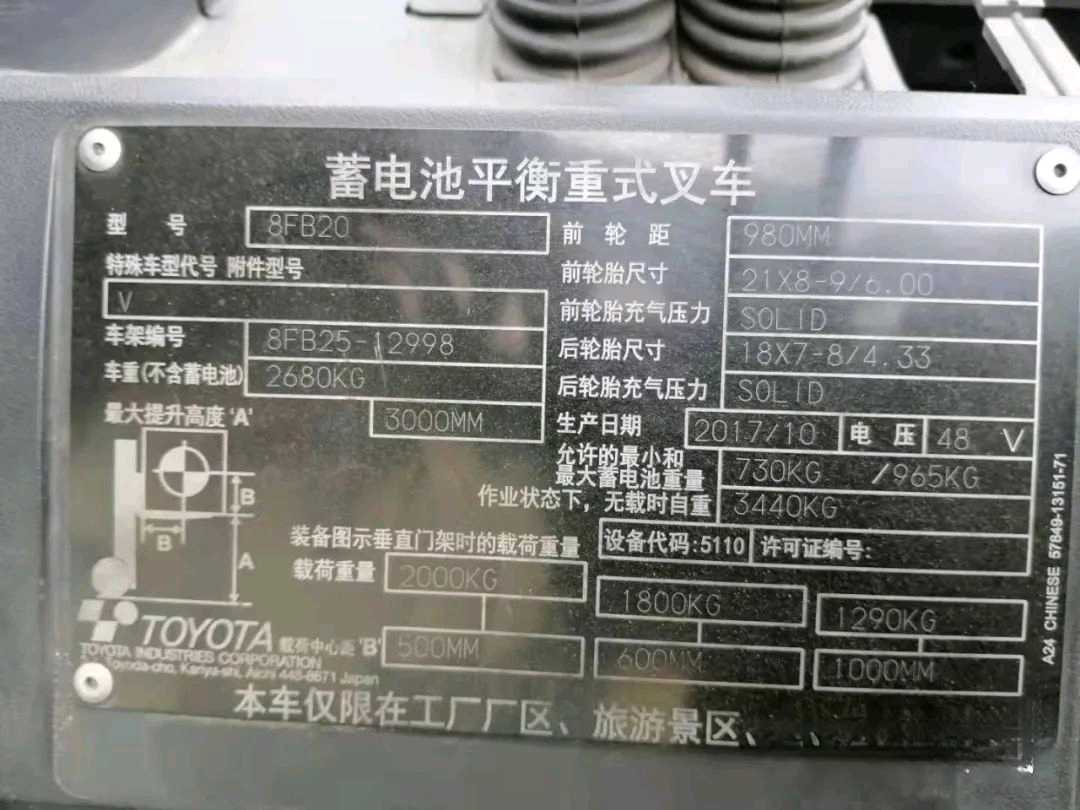 蓄电池平衡重式叉车
型 号 8FB20
特殊车型代号 附件型号
V
车架编号 8FB25-12998
车重(不含蓄电池) 2680KG
最大提升高度 'A' 3000MM
前 轮 距 980MM
前轮胎尺寸 21X8-9/6.00
前轮胎充气压力 SOLID
后轮胎尺寸 18X7-8/4.33
后轮胎充气压力 SOLID
生产日期 2017/10 电 压 48 V
允许的最小和
最大蓄电池重量 730KG /965KG
作业状态下，无载时自重 3440KG
设备代码:5110 许可证编号:
B
B
A
装备图示垂直门架时的载荷重量
载荷重量 2000KG 1800KG 1290KG
载荷中心距 'B' 500MM 600MM 1000MM
TOYOTA
TOYOTA INDUSTRIES CORPORATION
Toyoda-cho, Kariya-shi, Aichi 448-8671 Japan
本车仅限在工厂厂区、旅游景区、
A24 CHINESE 57849-13151-71